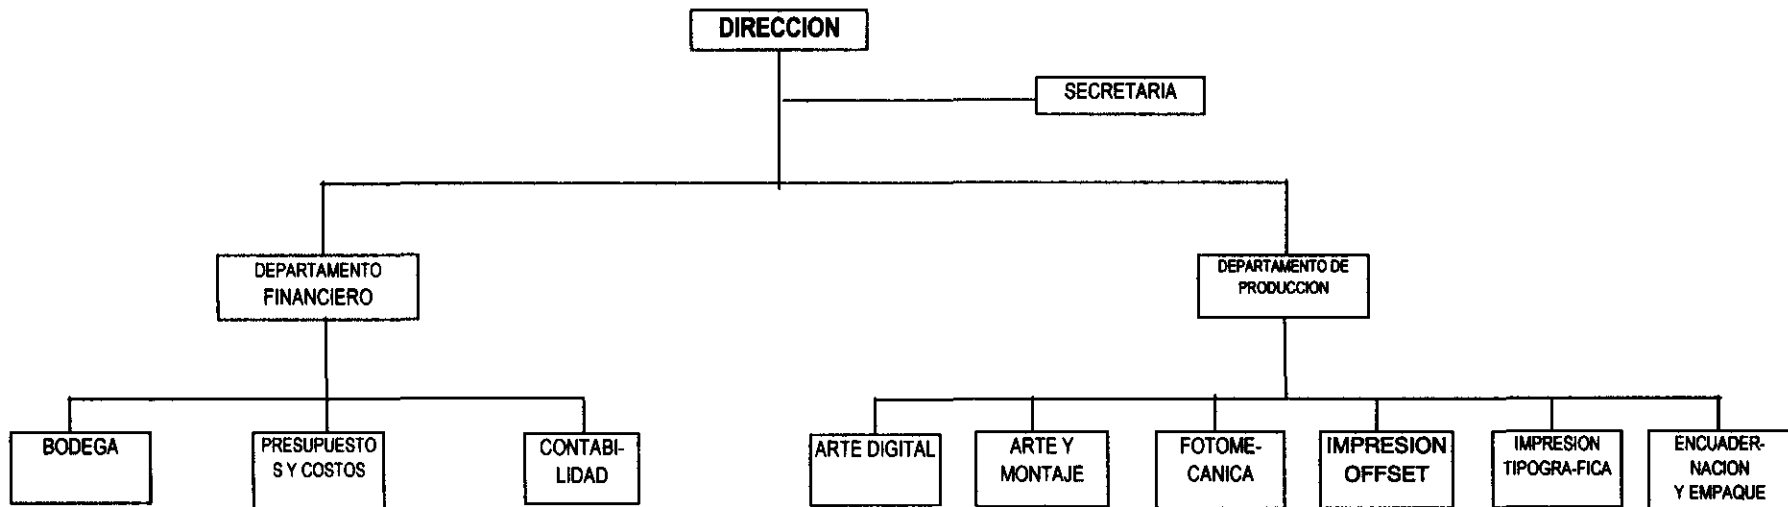 DIRECCION
SECRETARIA
DEPARTAMENTO
FINANCIERO
DEPARTAMENTO DE
PRODUCCION
BODEGA
PRESUPUESTO
S Y COSTOS
CONTABI-
LIDAD
ARTE DIGITAL
ARTE Y
MONTAJE
FOTOME-
CANICA
IMPRESION
OFFSET
IMPRESION
TIPOGRA-FICA
ENCUADER-
NACION
Y EMPAQUE